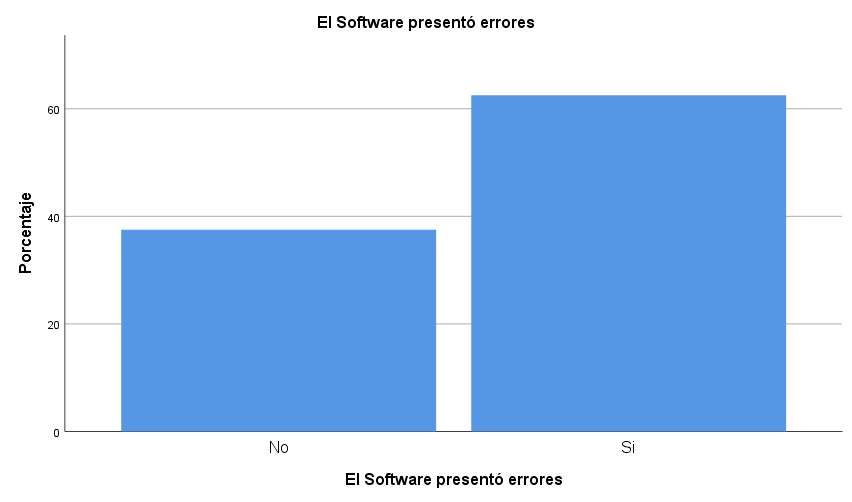 El Software presentó errores
Porcentaje
60
40
20
0
No
Si
El Software presentó errores